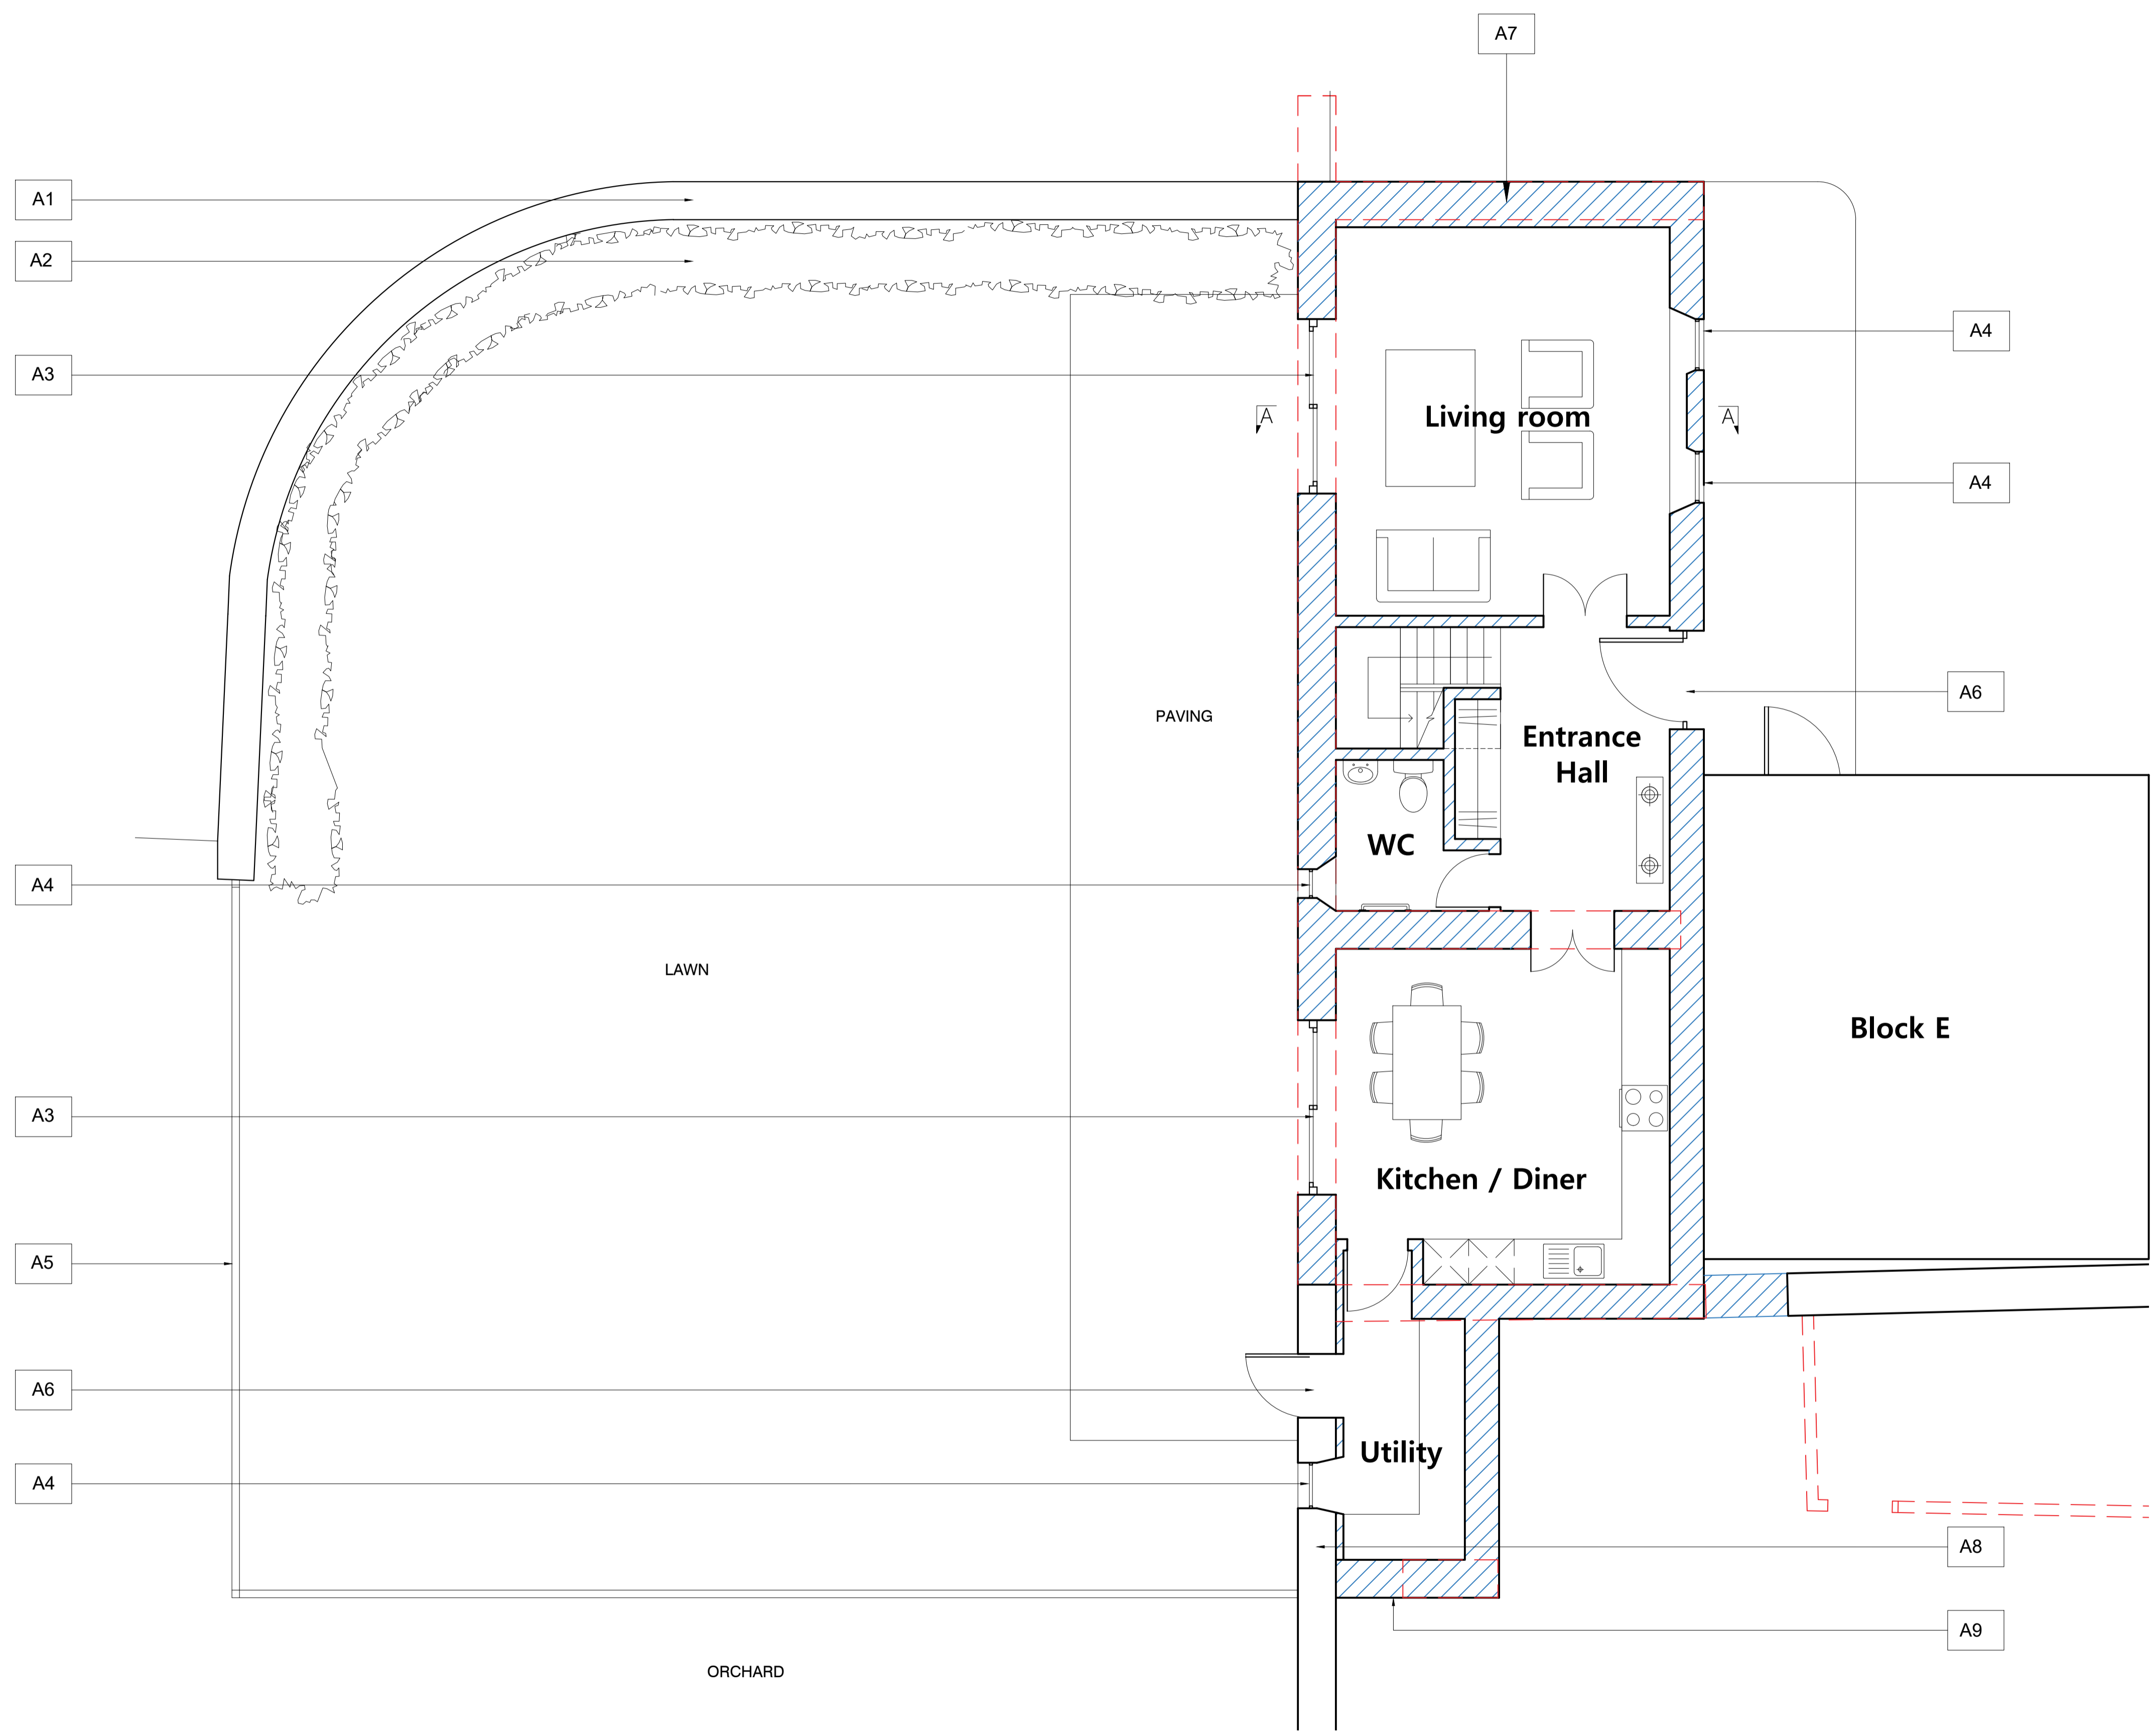 A7
A1
A2
A4
A3
A
Living room
A
A4
A6
PAVING
Entrance
Hall
WC
A4
LAWN
Block E
A3
Kitchen / Diner
A5
A6
Utility
A4
A8
A9
ORCHARD